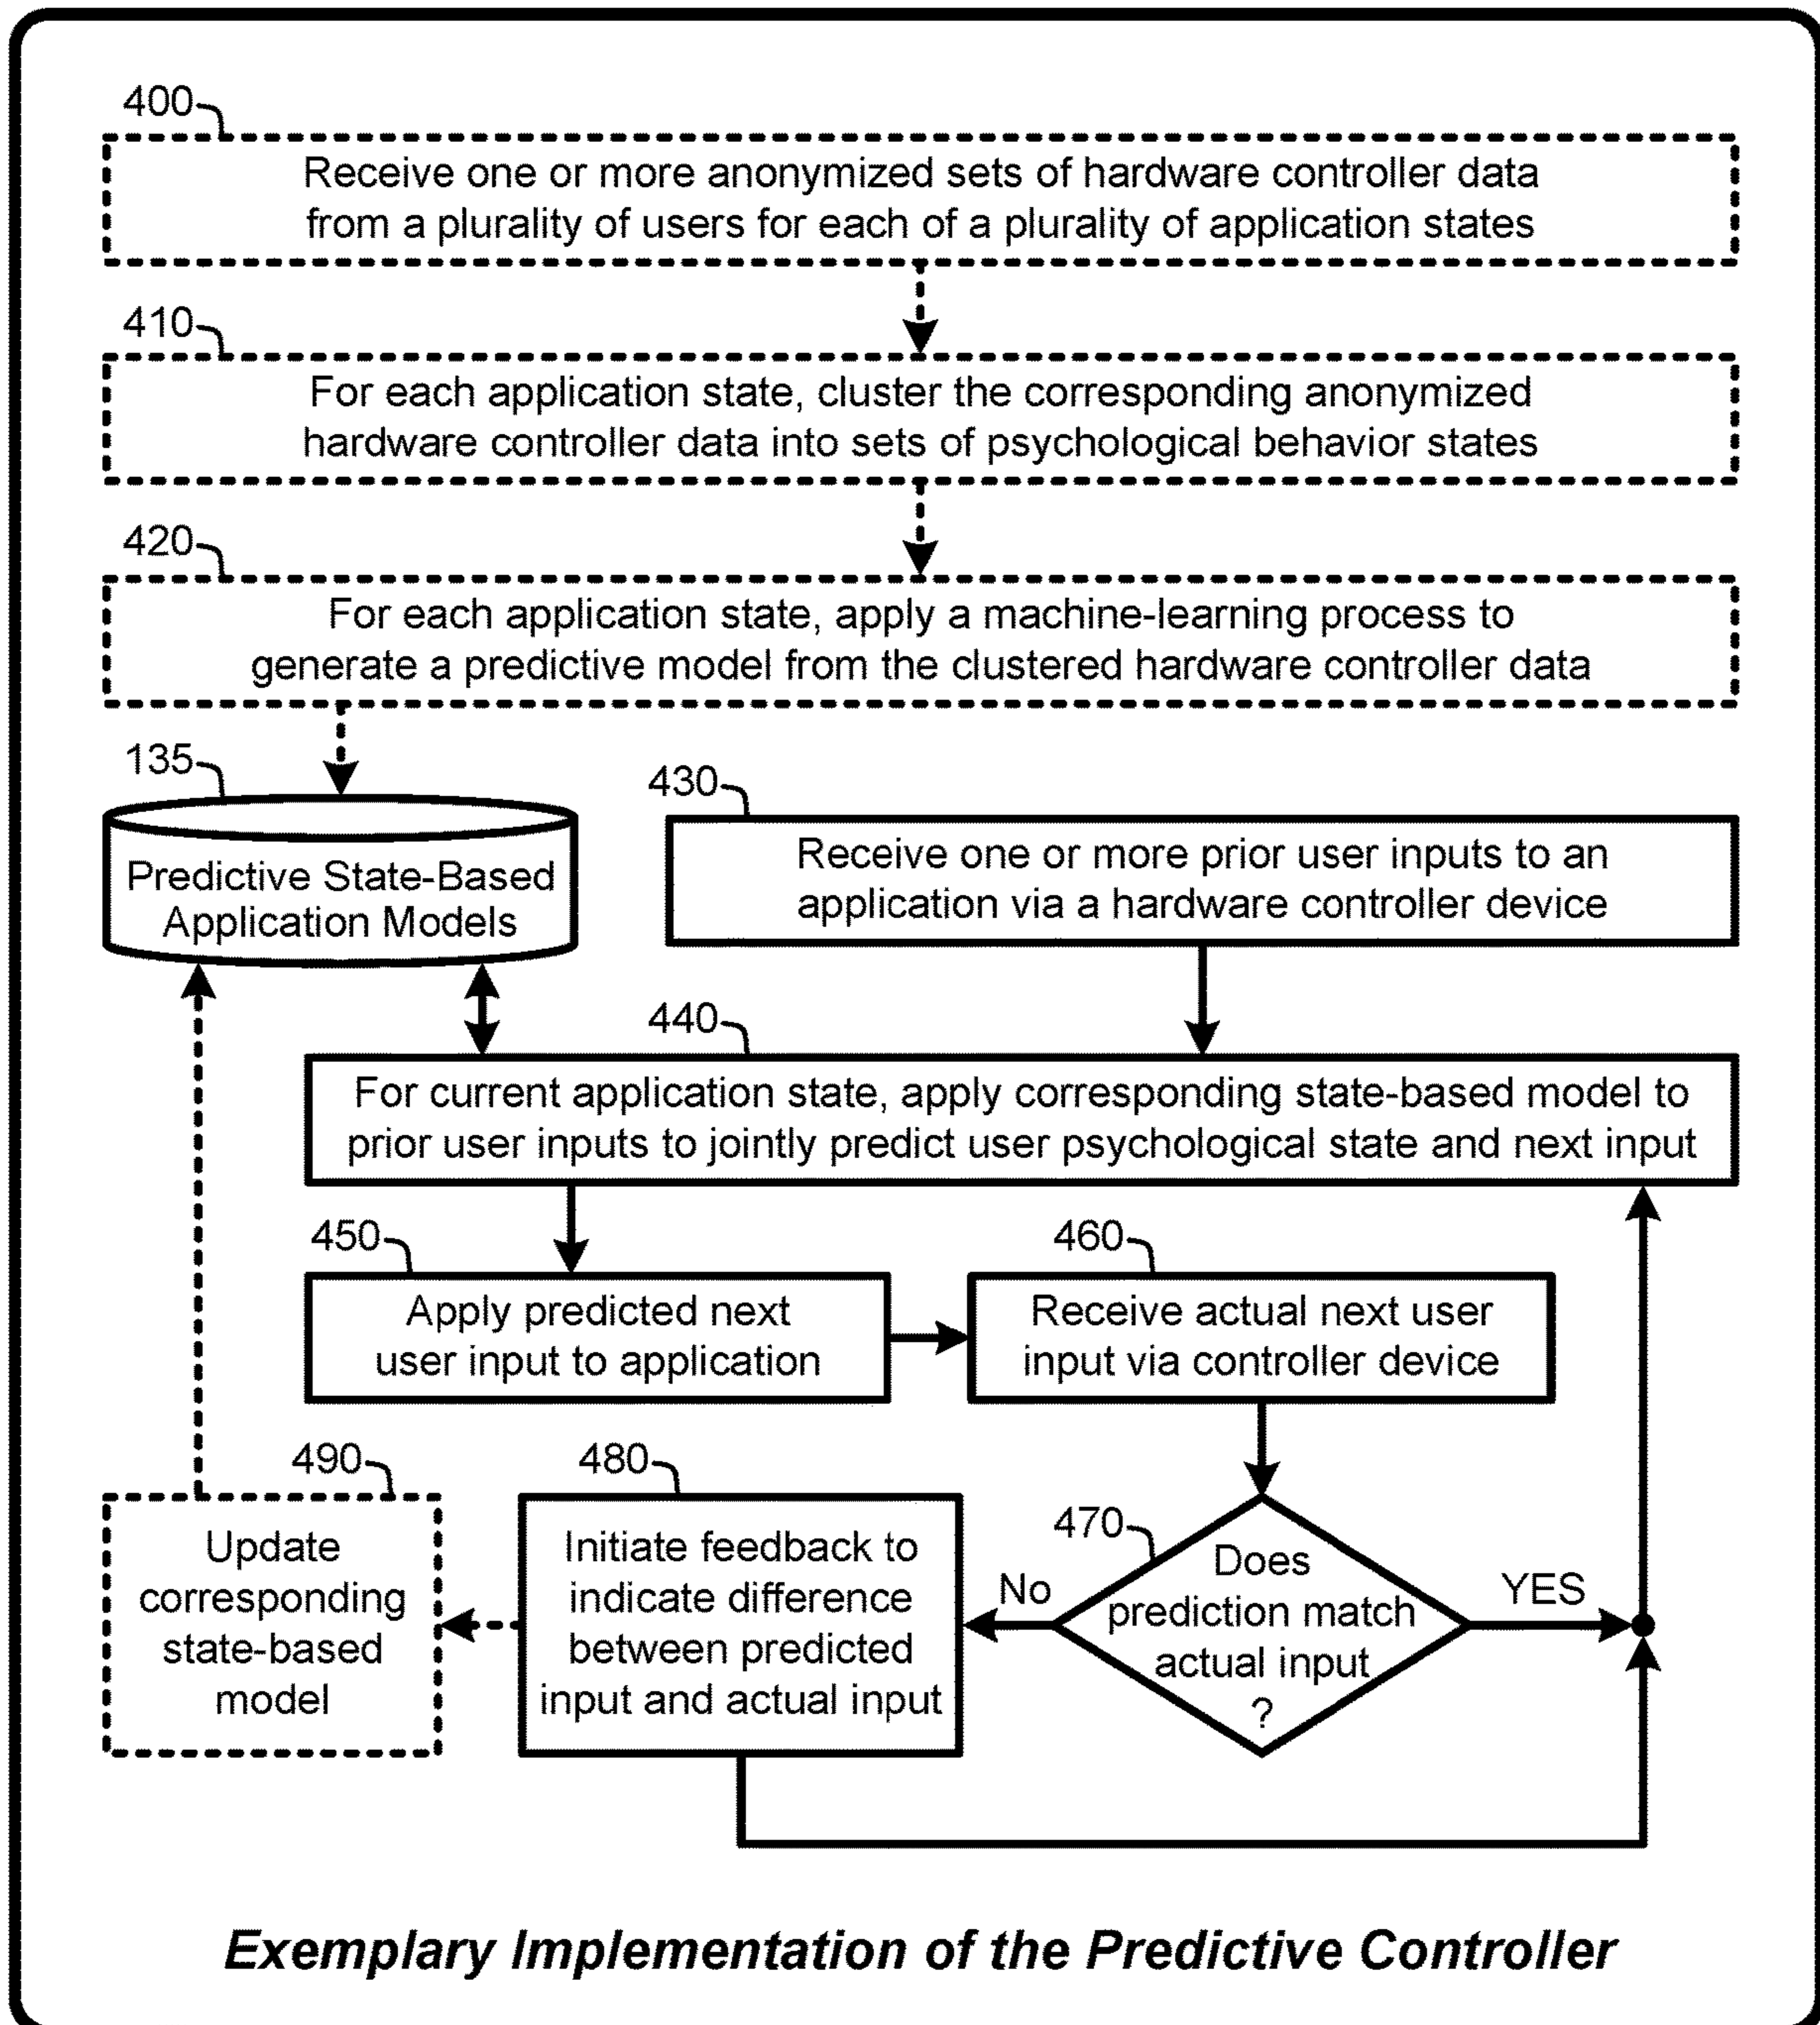 400
Receive one or more anonymized sets of hardware controller data
from a plurality of users for each of a plurality of application states
410
For each application state, cluster the corresponding anonymized
hardware controller data into sets of psychological behavior states
420
For each application state, apply a machine-learning process to
generate a predictive model from the clustered hardware controller data
135
Predictive State-Based
Application Models
430
Receive one or more prior user inputs to an
application via a hardware controller device
440
For current application state, apply corresponding state-based model to
prior user inputs to jointly predict user psychological state and next input
450
Apply predicted next
user input to application
460
Receive actual next user
input via controller device
470
Does
prediction match
actual input
?
No
YES
480
Initiate feedback to
indicate difference
between predicted
input and actual input
490
Update
corresponding
state-based
model
Exemplary Implementation of the Predictive Controller